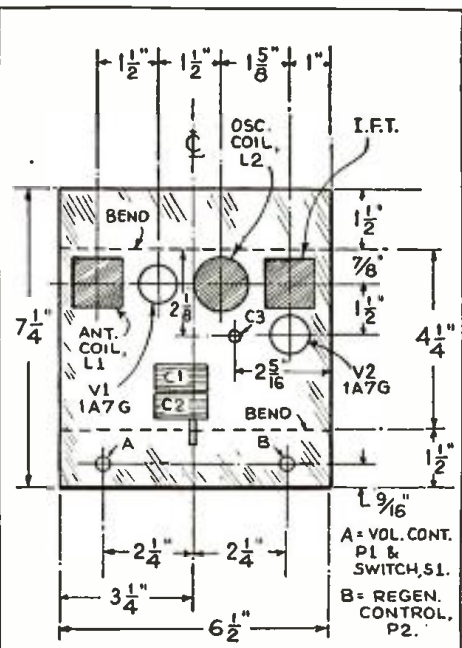 1 1/2" 1 1/2" 1 5/8" 1"
OSC.
COIL,
L2
I.F.T.
BEND
1 1/2"
7/8"
2 1/8
1 1/2"
7 1/4"
4 1/4"
C3
ANT.
COIL,
L1
2 5/16
V1
1A7G
V2
1A7G
C1
C2
BEND
A
B
1 1/2"
9/16"
2 1/4" 2 1/4"
3 1/4"
6 1/2"
A = VOL. CONT.
P1 &
SWITCH, S1.
B = REGEN.
CONTROL,
P2.